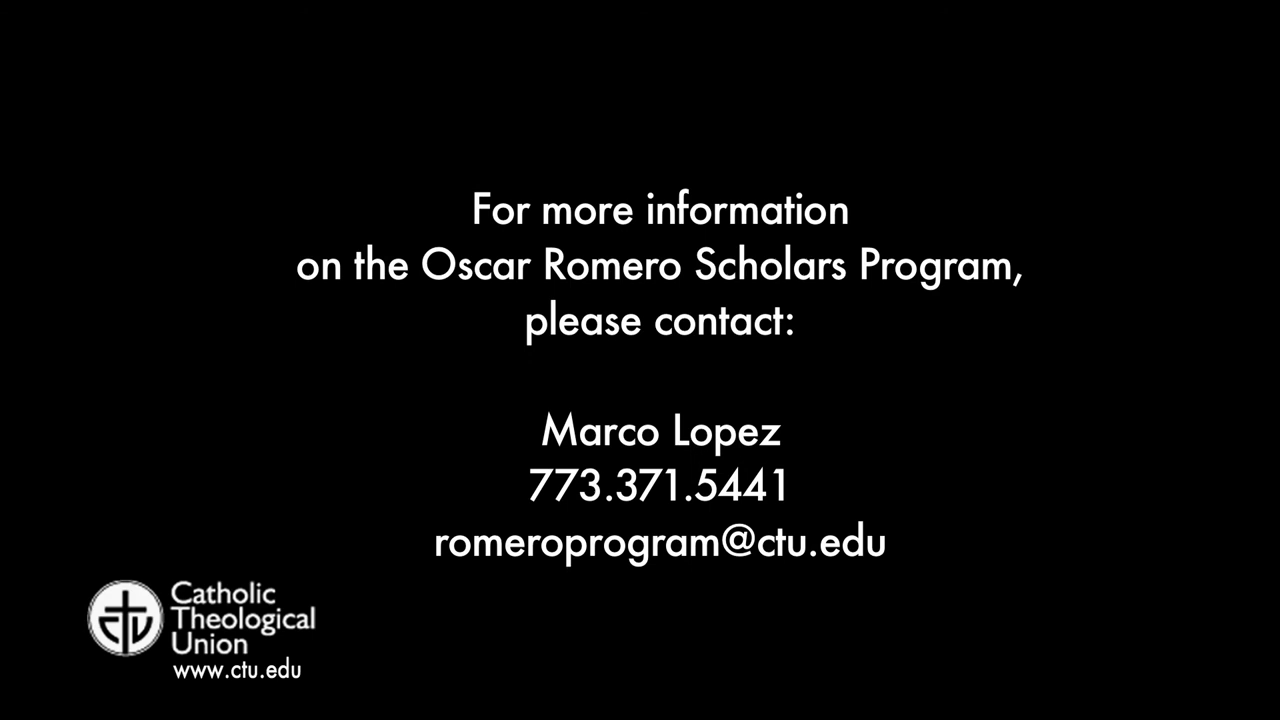 For more information
on the Oscar Romero Scholars Program,
please contact:
Marco Lopez
773.371.5441
romeroprogram@ctu.edu
Catholic
Theological
Union
www.ctu.edu